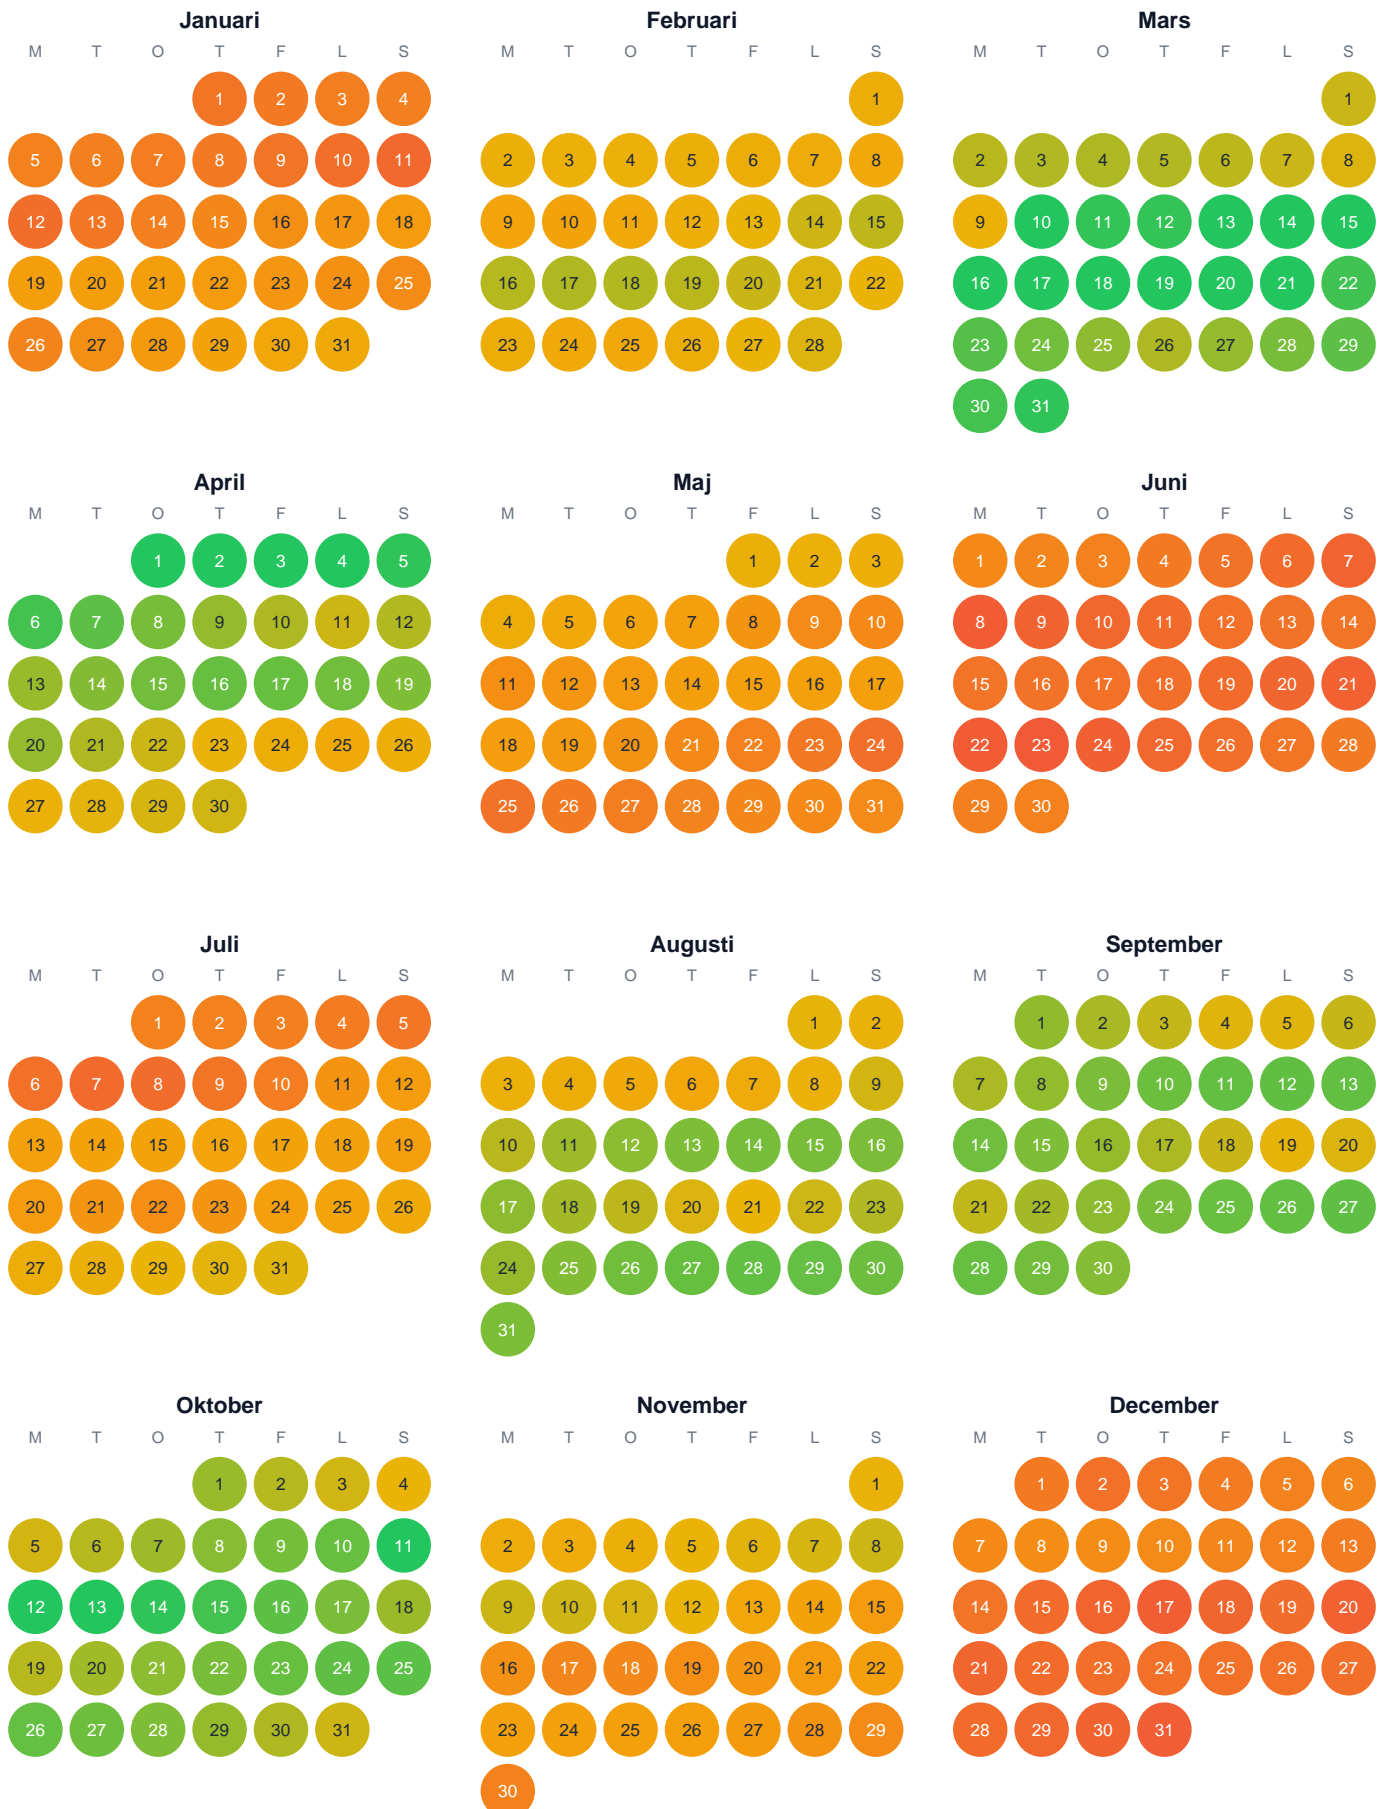 Januari
M T O T F L S
1 2 3 4
5 6 7 8 9 10 11
12 13 14 15 16 17 18
19 20 21 22 23 24 25
26 27 28 29 30 31
Februari
M T O T F L S
1
2 3 4 5 6 7 8
9 10 11 12 13 14 15
16 17 18 19 20 21 22
23 24 25 26 27 28
Mars
M T O T F L S
1
2 3 4 5 6 7 8
9 10 11 12 13 14 15
16 17 18 19 20 21 22
23 24 25 26 27 28 29
30 31
April
M T O T F L S
1 2 3 4 5
6 7 8 9 10 11 12
13 14 15 16 17 18 19
20 21 22 23 24 25 26
27 28 29 30
Maj
M T O T F L S
1 2 3
4 5 6 7 8 9 10
11 12 13 14 15 16 17
18 19 20 21 22 23 24
25 26 27 28 29 30 31
Juni
M T O T F L S
1 2 3 4 5 6 7
8 9 10 11 12 13 14
15 16 17 18 19 20 21
22 23 24 25 26 27 28
29 30
Juli
M T O T F L S
1 2 3 4 5
6 7 8 9 10 11 12
13 14 15 16 17 18 19
20 21 22 23 24 25 26
27 28 29 30 31
Augusti
M T O T F L S
1 2
3 4 5 6 7 8 9
10 11 12 13 14 15 16
17 18 19 20 21 22 23
24 25 26 27 28 29 30
31
September
M T O T F L S
1 2 3 4 5 6
7 8 9 10 11 12 13
14 15 16 17 18 19 20
21 22 23 24 25 26 27
28 29 30
Oktober
M T O T F L S
1 2 3 4
5 6 7 8 9 10 11
12 13 14 15 16 17 18
19 20 21 22 23 24 25
26 27 28 29 30 31
November
M T O T F L S
1
2 3 4 5 6 7 8
9 10 11 12 13 14 15
16 17 18 19 20 21 22
23 24 25 26 27 28 29
30
December
M T O T F L S
1 2 3 4 5 6
7 8 9 10 11 12 13
14 15 16 17 18 19 20
21 22 23 24 25 26 27
28 29 30 31